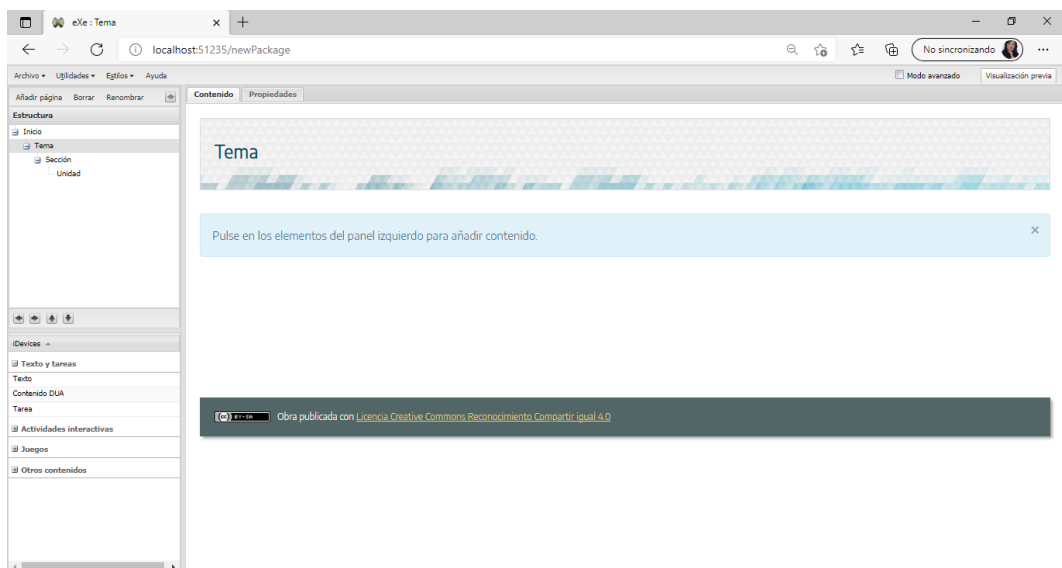 eXe : Tema
localhost:51235/newPackage
No sincronizando
Archivo Utilidades Estilos Ayuda
Modo avanzado
Visualización previa
Añadir página Borrar Renombrar
Contenido Propiedades
Estructura
Inicio
Tema
Sección
Unidad
Tema
Pulse en los elementos del panel izquierdo para añadir contenido.
iDevices
Texto y tareas
Texto
Contenido DUA
Tarea
Actividades interactivas
Juegos
Otros contenidos
(cc) BY-SA Obra publicada con Licencia Creative Commons Reconocimiento Compartir igual 4.0